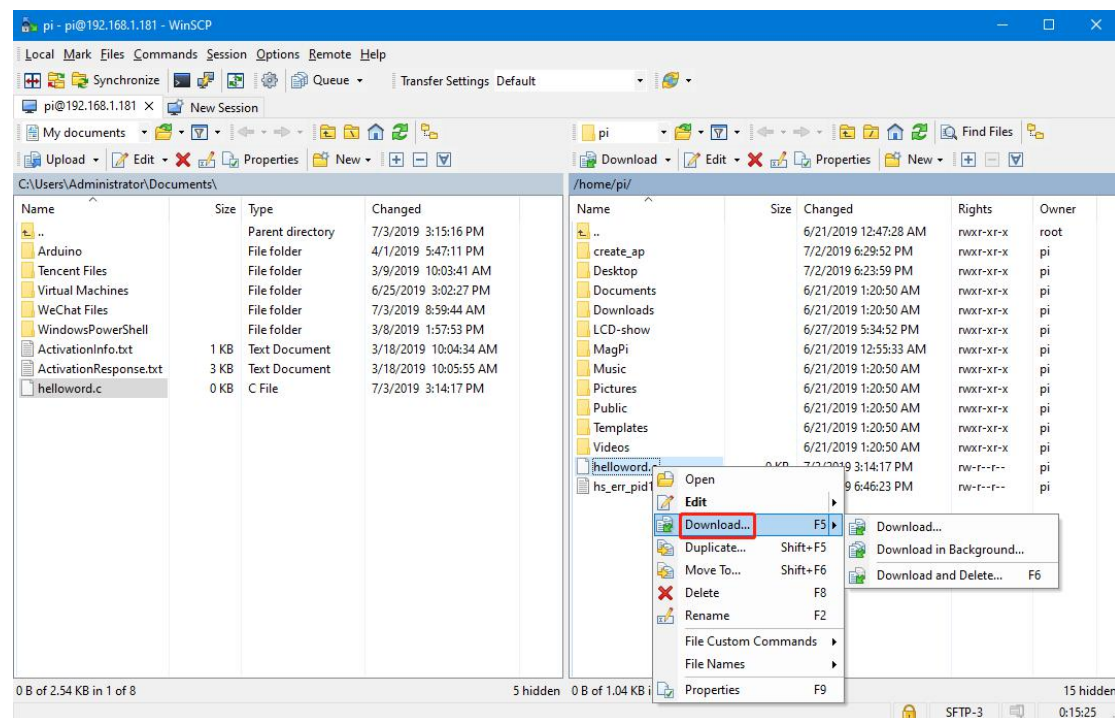 pi - pi@192.168.1.181 - WinSCP
Local Mark Files Commands Session Options Remote Help
Synchronize Queue Transfer Settings Default
pi@192.168.1.181 × New Session
My documents pi Find Files
Upload Edit Properties New Download Edit Properties New
C:\Users\Administrator\Documents\ /home/pi/
Name Size Type Changed Name Size Changed Rights Owner
.. Parent directory 7/3/2019 3:15:16 PM .. 6/21/2019 12:47:28 AM rwxr-xr-x root
Arduino File folder 4/1/2019 5:47:11 PM create_ap 7/2/2019 6:29:52 PM rwxr-xr-x pi
Tencent Files File folder 3/9/2019 10:03:41 AM Desktop 7/2/2019 6:23:59 PM rwxr-xr-x pi
Virtual Machines File folder 6/25/2019 3:02:27 PM Documents 6/21/2019 1:20:50 AM rwxr-xr-x pi
WeChat Files File folder 7/3/2019 8:59:44 AM Downloads 6/21/2019 1:20:50 AM rwxr-xr-x pi
WindowsPowerShell File folder 3/8/2019 1:57:53 PM LCD-show 6/27/2019 5:34:52 PM rwxr-xr-x pi
ActivationInfo.txt 1 KB Text Document 3/18/2019 10:04:34 AM MagPi 6/21/2019 12:55:33 AM rwxr-xr-x pi
ActivationResponse.txt 3 KB Text Document 3/18/2019 10:05:55 AM Music 6/21/2019 1:20:50 AM rwxr-xr-x pi
helloword.c 0 KB C File 7/3/2019 3:14:17 PM Pictures 6/21/2019 1:20:50 AM rwxr-xr-x pi
Public 6/21/2019 1:20:50 AM rwxr-xr-x pi
Templates 6/21/2019 1:20:50 AM rwxr-xr-x pi
Videos 6/21/2019 1:20:50 AM rwxr-xr-x pi
helloword. 3:14:17 PM rw-r--r-- pi
hs_err_pid1 9 6:46:23 PM rw-r--r-- pi
Open
Edit
Download... F5 Download...
Duplicate... Shift+F5 Download in Background...
Move To... Shift+F6 Download and Delete... F6
Delete F8
Rename F2
File Custom Commands
File Names
Properties F9
0 B of 2.54 KB in 1 of 8 5 hidden 0 B of 1.04 KB i 15 hidden
SFTP-3 0:15:25